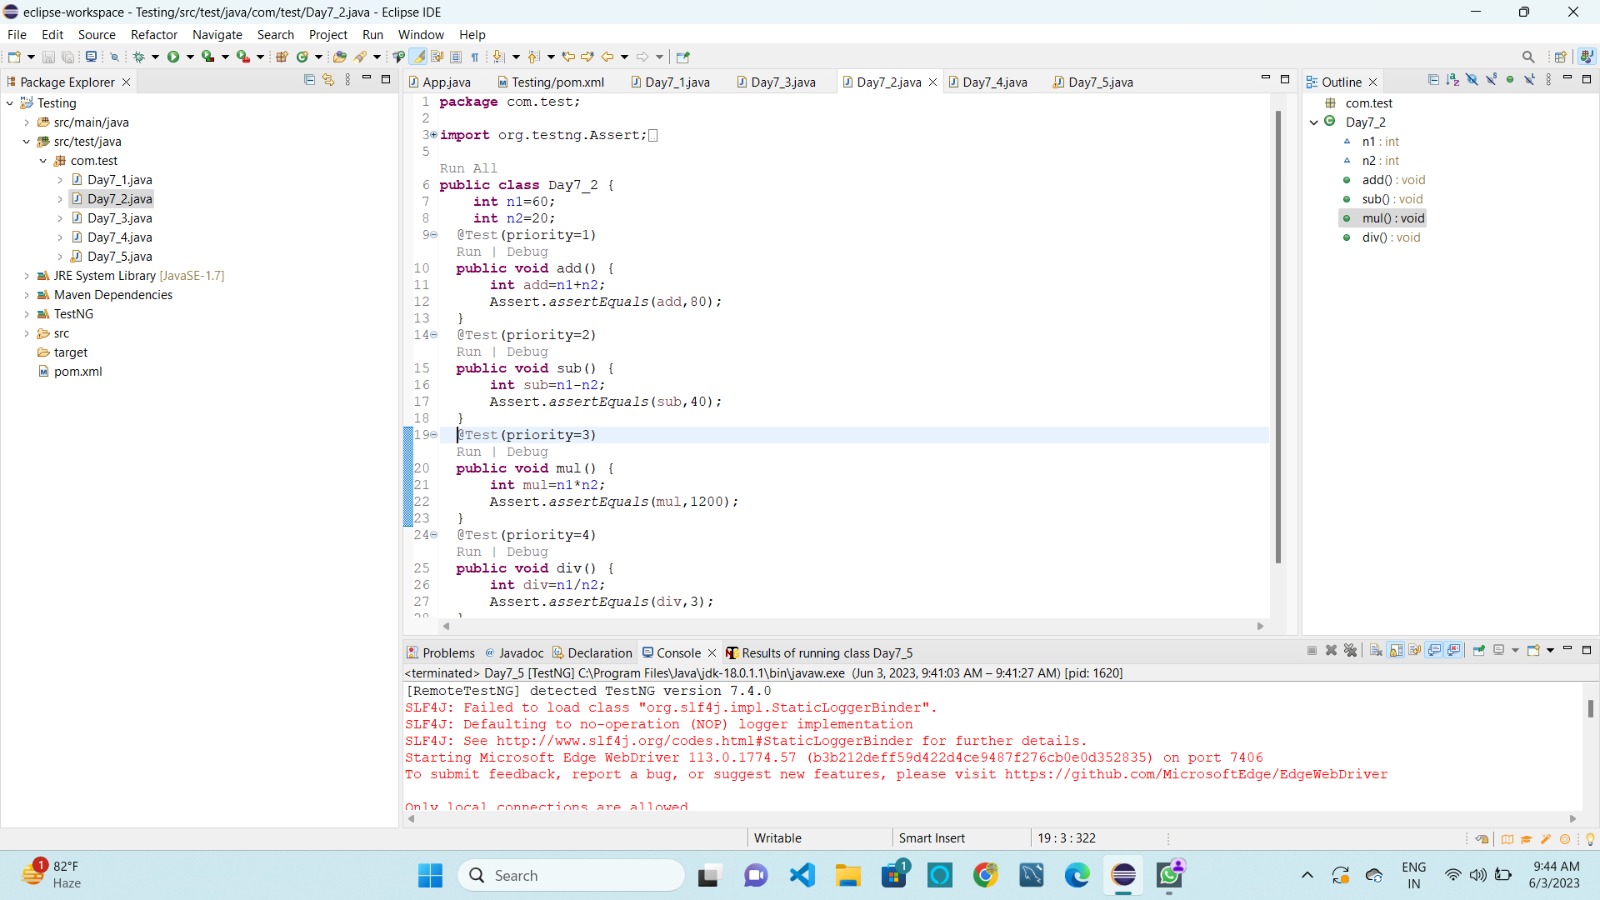 eclipse-workspace - Testing/src/test/java/com/test/Day7_2.java - Eclipse IDE
File Edit Source Refactor Navigate Search Project Run Window Help
Package Explorer
Testing
src/main/java
src/test/java
com.test
Day7_1.java
Day7_2.java
Day7_3.java
Day7_4.java
Day7_5.java
JRE System Library [JavaSE-1.7]
Maven Dependencies
TestNG
src
target
pom.xml
App.java Testing/pom.xml Day7_1.java Day7_3.java Day7_2.java Day7_4.java Day7_5.java
1 package com.test;
2
3 import org.testng.Assert;
5
Run All
6 public class Day7_2 {
7 int n1=60;
8 int n2=20;
9 @Test(priority=1)
Run | Debug
10 public void add() {
11 int add=n1+n2;
12 Assert.assertEquals(add,80);
13 }
14 @Test(priority=2)
Run | Debug
15 public void sub() {
16 int sub=n1-n2;
17 Assert.assertEquals(sub,40);
18 }
19 @Test(priority=3)
Run | Debug
20 public void mul() {
21 int mul=n1*n2;
22 Assert.assertEquals(mul,1200);
23 }
24 @Test(priority=4)
Run | Debug
25 public void div() {
26 int div=n1/n2;
27 Assert.assertEquals(div,3);
28 }
Outline
com.test
Day7_2
n1 : int
n2 : int
add() : void
sub() : void
mul() : void
div() : void
Problems Javadoc Declaration Console Results of running class Day7_5
<terminated> Day7_5 [TestNG] C:\Program Files\Java\jdk-18.0.1.1\bin\javaw.exe (Jun 3, 2023, 9:41:03 AM – 9:41:27 AM) [pid: 1620]
[RemoteTestNG] detected TestNG version 7.4.0
SLF4J: Failed to load class "org.slf4j.impl.StaticLoggerBinder".
SLF4J: Defaulting to no-operation (NOP) logger implementation
SLF4J: See http://www.slf4j.org/codes.html#StaticLoggerBinder for further details.
Starting Microsoft Edge WebDriver 113.0.1774.57 (b3b212deff59d422d4ce9487f276cb0e0d352835) on port 7406
To submit feedback, report a bug, or suggest new features, please visit https://github.com/MicrosoftEdge/EdgeWebDriver
Only local connections are allowed
Writable Smart Insert 19 : 3 : 322
1
82°F
Haze
Search
1
ENG
IN
9:44 AM
6/3/2023